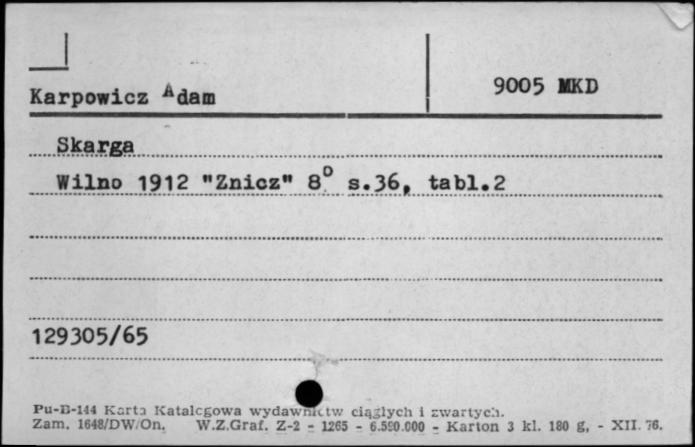 Karpowicz Adam
9005 MKD
Skarga
Wilno 1912 "Znicz" 8° s.36, tabl.2
129305/65
Pu-B-144 Karta Katalogowa wydawnictw ciągłych i zwartych.
Zam. 1648/DW/On. W.Z.Graf. Z-2 - 1265 - 6.590.000 - Karton 3 kl. 180 g, - XII. 76.